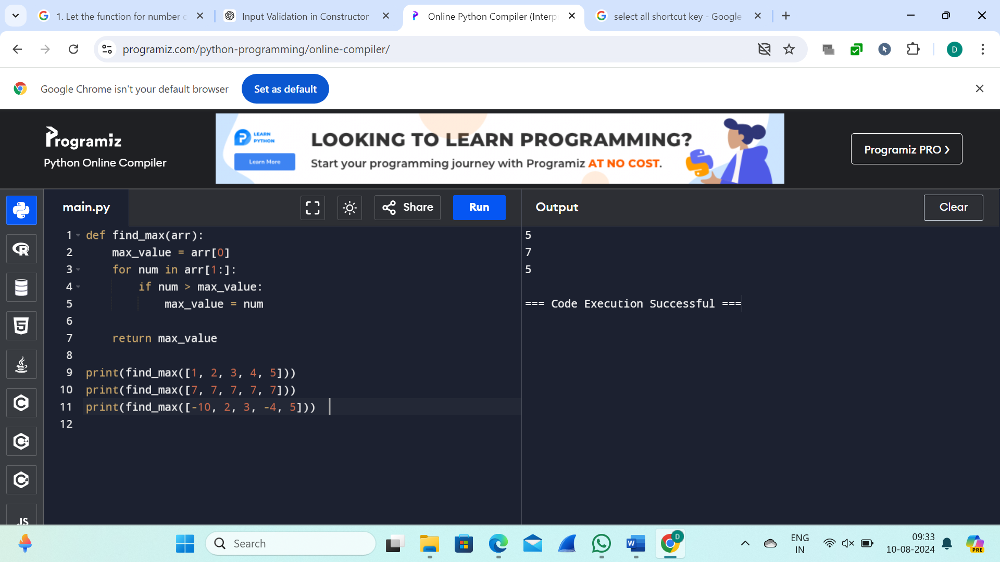 1. Let the function for number
Input Validation in Constructor
Online Python Compiler (Interp
select all shortcut key - Google
programiz.com/python-programming/online-compiler/
D
Google Chrome isn't your default browser
Set as default
Programiz
Python Online Compiler
LEARN
PYTHON
Learn More
LOOKING TO LEARN PROGRAMMING?
Start your programming journey with Programiz AT NO COST.
Programiz PRO ❯
main.py
Share
Run
Output
Clear
1 def find_max(arr):
2     max_value = arr[0]
3     for num in arr[1:]:
4         if num > max_value:
5             max_value = num
6
7     return max_value
8
9 print(find_max([1, 2, 3, 4, 5]))
10 print(find_max([7, 7, 7, 7, 7]))
11 print(find_max([-10, 2, 3, -4, 5]))
12
5
7
5
=== Code Execution Successful ===
JS
Search
D
ENG
IN
09:33
10-08-2024
PRE